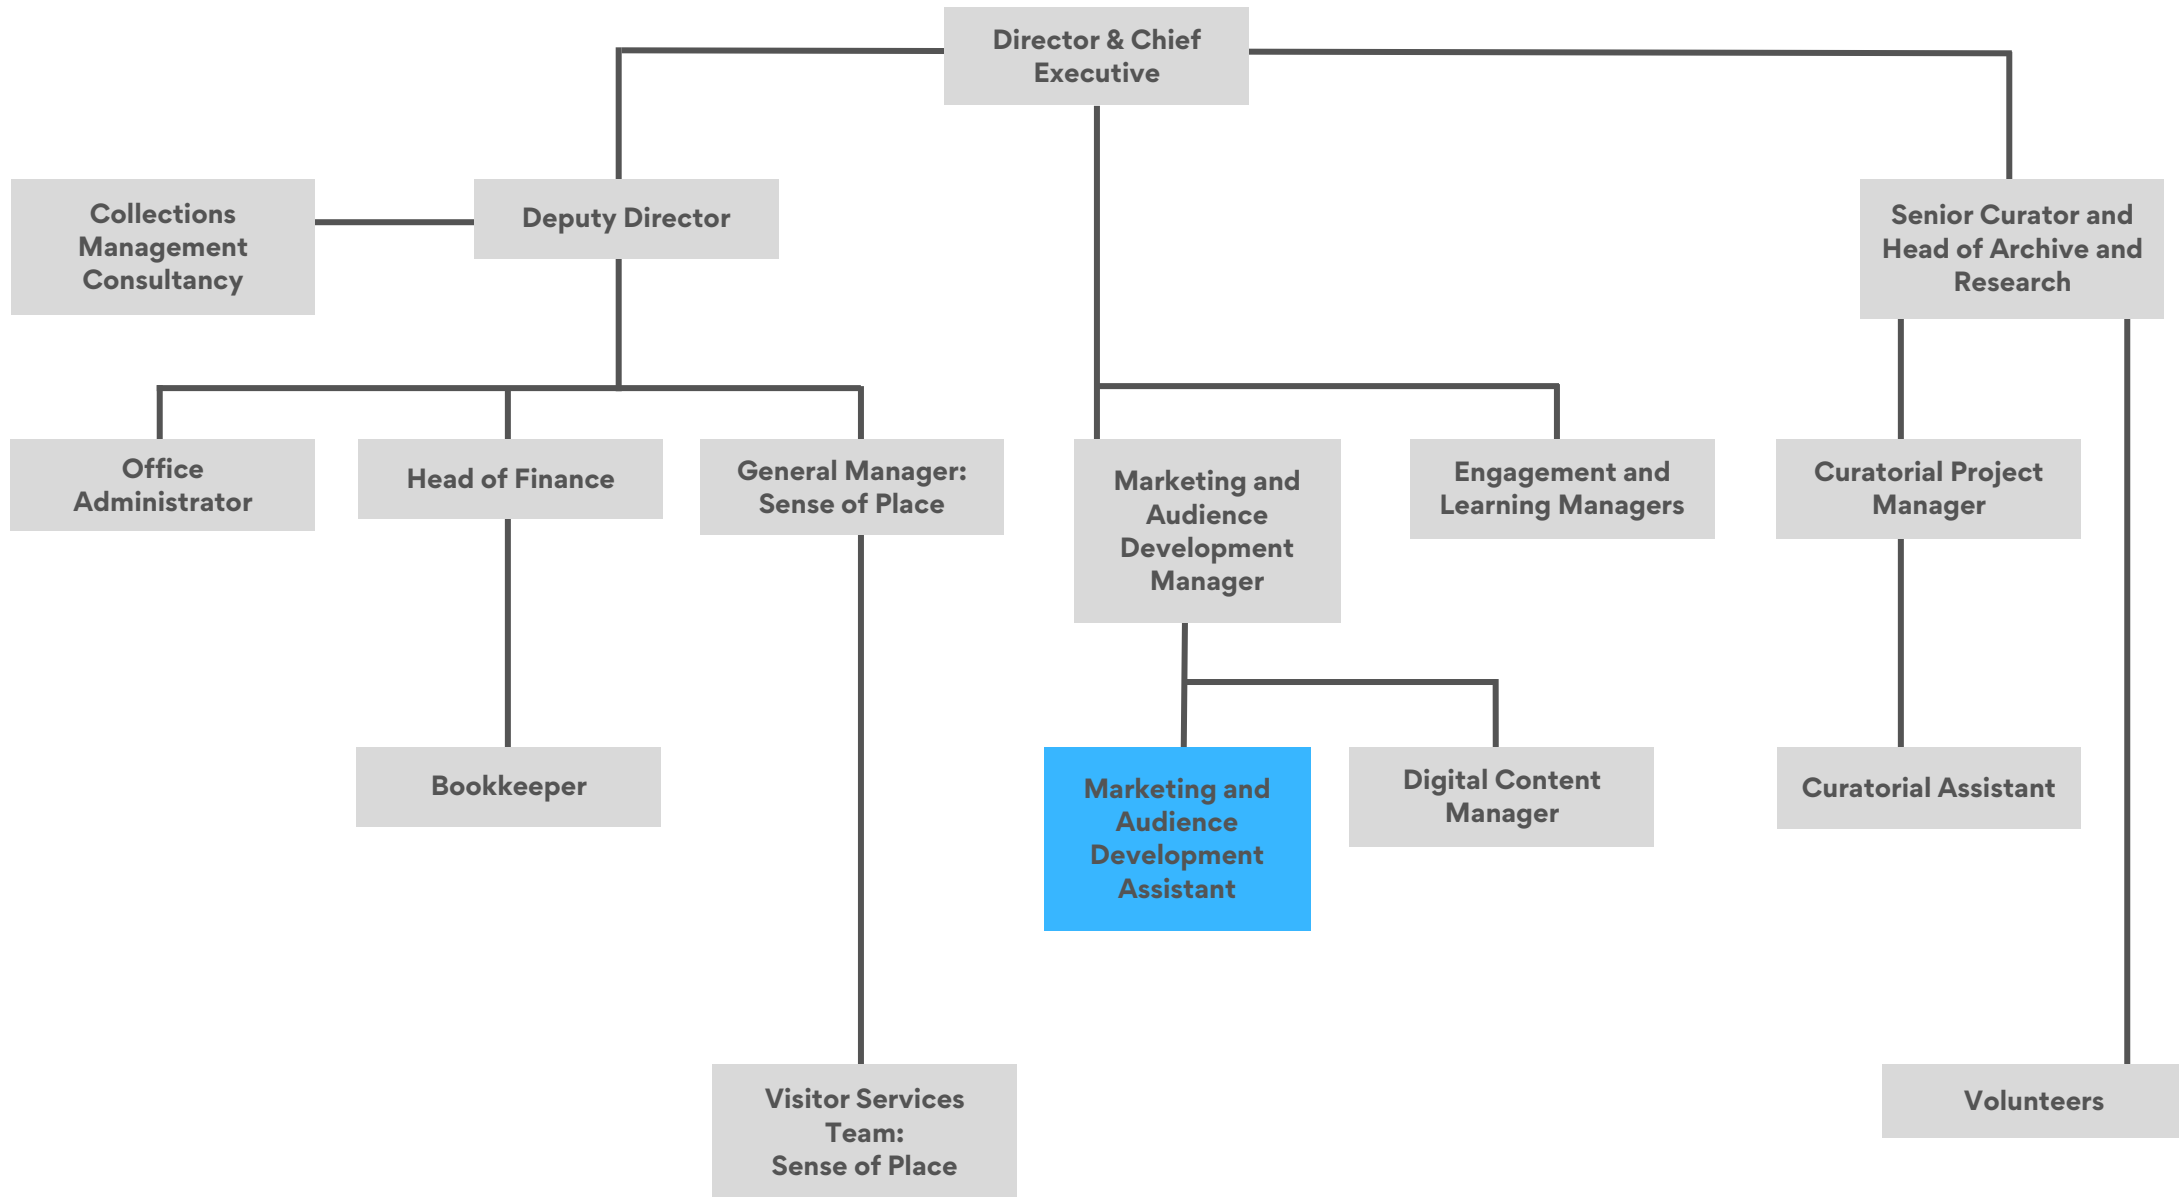 Director & Chief
Executive
Collections
Management
Consultancy
Deputy Director
Senior Curator and
Head of Archive and
Research
Office
Administrator
Head of Finance
General Manager:
Sense of Place
Marketing and
Audience
Development
Manager
Engagement and
Learning Managers
Curatorial Project
Manager
Bookkeeper
Marketing and
Audience
Development
Assistant
Digital Content
Manager
Curatorial Assistant
Visitor Services
Team:
Sense of Place
Volunteers